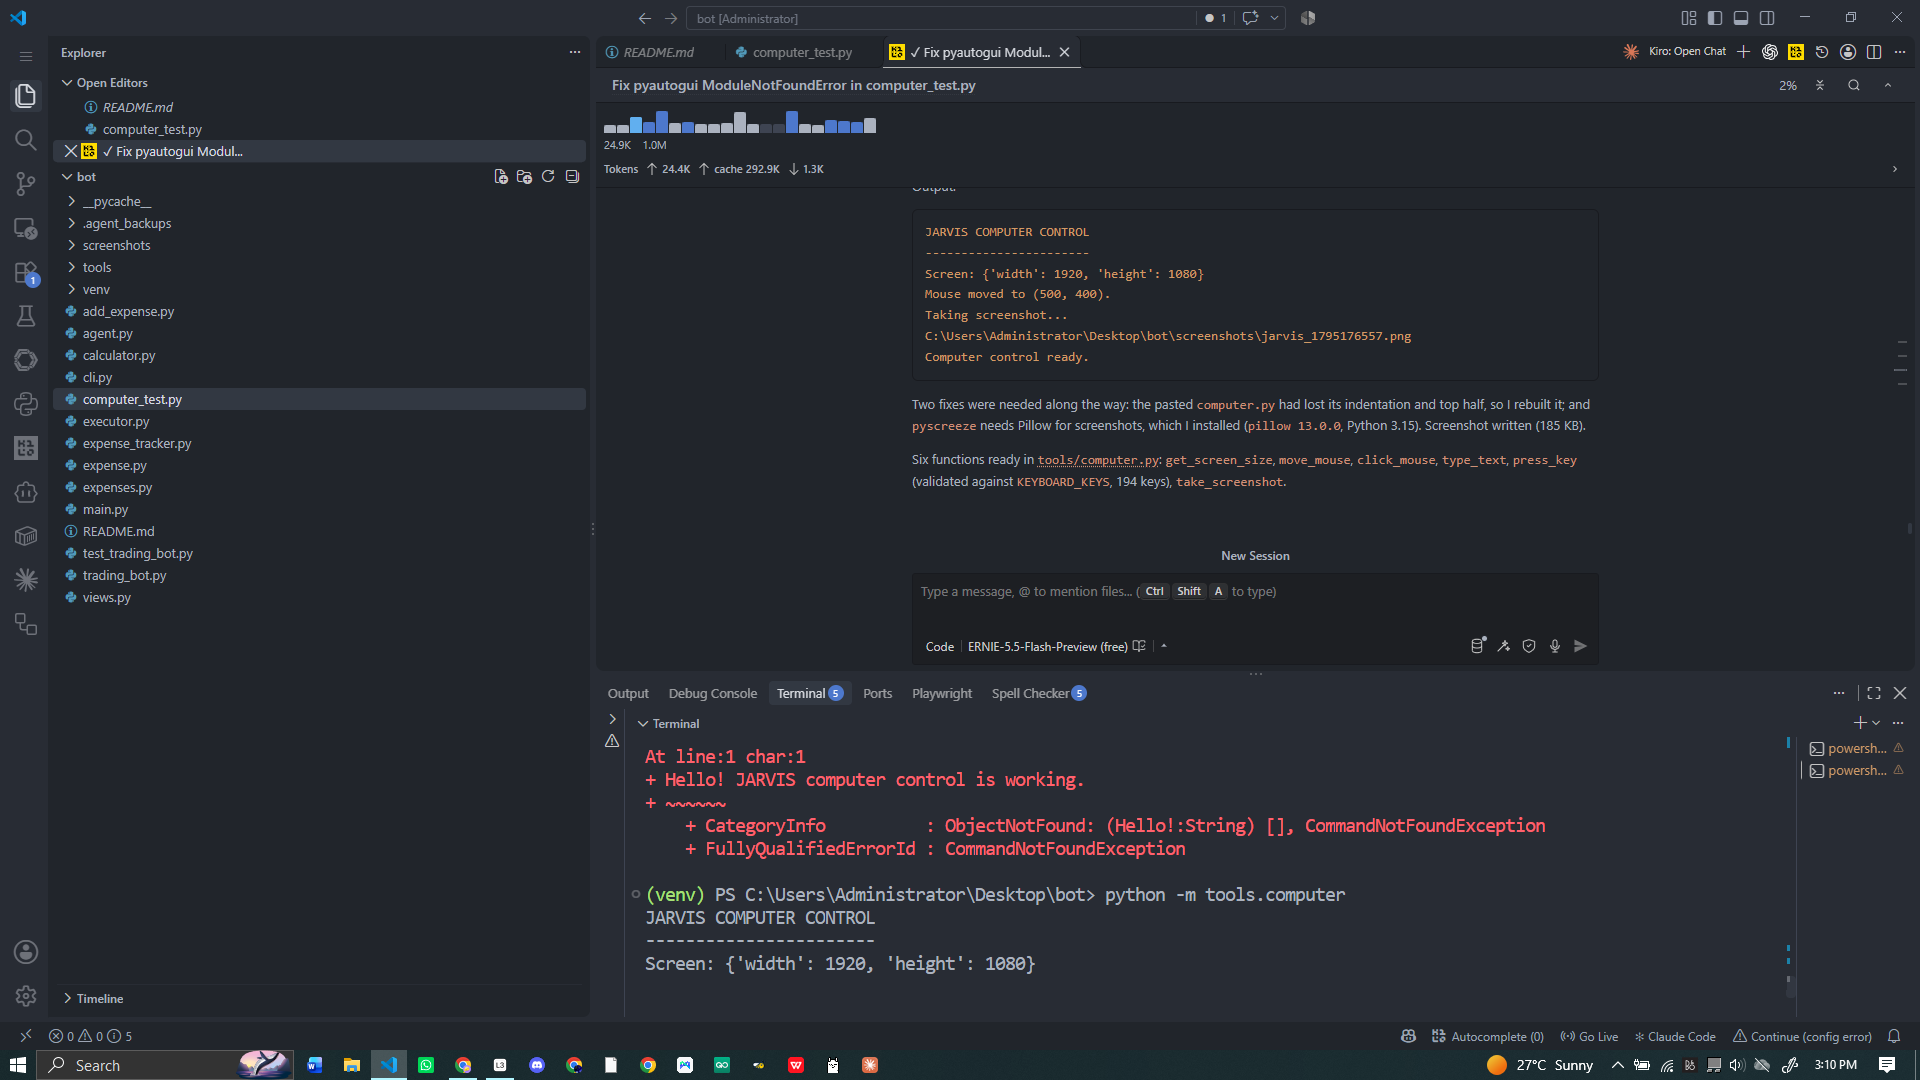 bot [Administrator]
1
Explorer
Open Editors
README.md
computer_test.py
✓ Fix pyautogui Modul...
bot
__pycache__
.agent_backups
screenshots
tools
venv
add_expense.py
agent.py
calculator.py
cli.py
computer_test.py
executor.py
expense_tracker.py
expense.py
expenses.py
main.py
README.md
test_trading_bot.py
trading_bot.py
views.py
Timeline
1
README.md
computer_test.py
✓ Fix pyautogui Modul...
Kiro: Open Chat
Fix pyautogui ModuleNotFoundError in computer_test.py
2%
24.9K 1.0M
Tokens ↑ 24.4K ↑ cache 292.9K ↓ 1.3K
Output:
JARVIS COMPUTER CONTROL
-----------------------
Screen: {'width': 1920, 'height': 1080}
Mouse moved to (500, 400).
Taking screenshot...
C:\Users\Administrator\Desktop\bot\screenshots\jarvis_1795176557.png
Computer control ready.
Two fixes were needed along the way: the pasted computer.py had lost its indentation and top half, so I rebuilt it; and
pyscreeze needs Pillow for screenshots, which I installed (pillow 13.0.0, Python 3.15). Screenshot written (185 KB).
Six functions ready in tools/computer.py: get_screen_size, move_mouse, click_mouse, type_text, press_key
(validated against KEYBOARD_KEYS, 194 keys), take_screenshot.
New Session
Type a message, @ to mention files... (Ctrl Shift A to type)
Code ERNIE-5.5-Flash-Preview (free)
Output
Debug Console
Terminal 5
Ports
Playwright
Spell Checker 5
Terminal
At line:1 char:1
+ Hello! JARVIS computer control is working.
+ ~~~~~~
+ CategoryInfo : ObjectNotFound: (Hello!:String) [], CommandNotFoundException
+ FullyQualifiedErrorId : CommandNotFoundException
(venv) PS C:\Users\Administrator\Desktop\bot> python -m tools.computer
JARVIS COMPUTER CONTROL
-----------------------
Screen: {'width': 1920, 'height': 1080}
powersh...
powersh...
0 0 5
Autocomplete (0)
Go Live
Claude Code
Continue (config error)
Search
27°C Sunny
3:10 PM